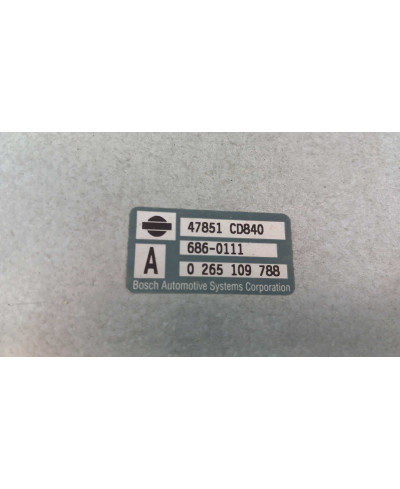 47851 CD840
686-0111
A
0 265 109 788
Bosch Automotive Systems Corporation